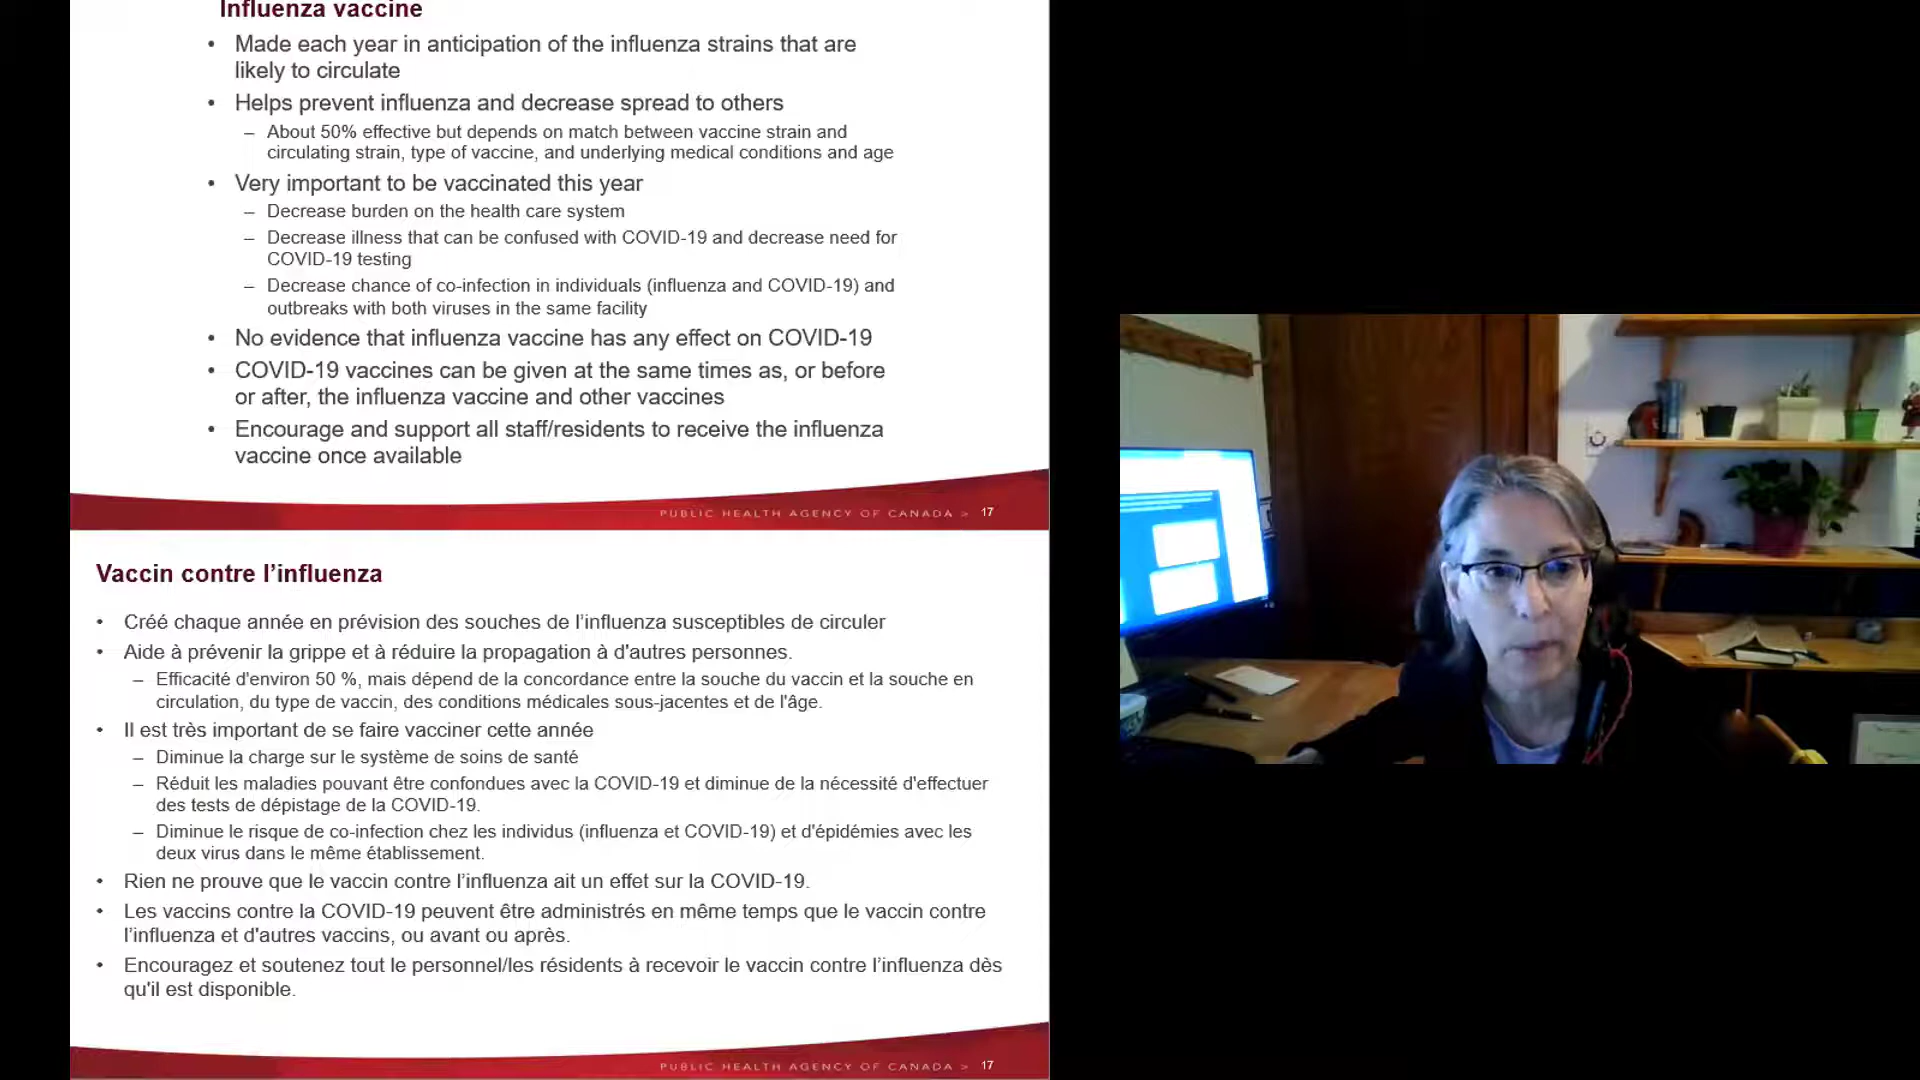 Influenza vaccine
• Made each year in anticipation of the influenza strains that are
likely to circulate
• Helps prevent influenza and decrease spread to others
– About 50% effective but depends on match between vaccine strain and
circulating strain, type of vaccine, and underlying medical conditions and age
• Very important to be vaccinated this year
– Decrease burden on the health care system
– Decrease illness that can be confused with COVID-19 and decrease need for
COVID-19 testing
– Decrease chance of co-infection in individuals (influenza and COVID-19) and
outbreaks with both viruses in the same facility
• No evidence that influenza vaccine has any effect on COVID-19
• COVID-19 vaccines can be given at the same times as, or before
or after, the influenza vaccine and other vaccines
• Encourage and support all staff/residents to receive the influenza
vaccine once available
PUBLIC HEALTH AGENCY OF CANADA > 17
Vaccin contre l’influenza
• Créé chaque année en prévision des souches de l’influenza susceptibles de circuler
• Aide à prévenir la grippe et à réduire la propagation à d'autres personnes.
– Efficacité d'environ 50 %, mais dépend de la concordance entre la souche du vaccin et la souche en
circulation, du type de vaccin, des conditions médicales sous-jacentes et de l'âge.
• Il est très important de se faire vacciner cette année
– Diminue la charge sur le système de soins de santé
– Réduit les maladies pouvant être confondues avec la COVID-19 et diminue de la nécessité d'effectuer
des tests de dépistage de la COVID-19.
– Diminue le risque de co-infection chez les individus (influenza et COVID-19) et d'épidémies avec les
deux virus dans le même établissement.
• Rien ne prouve que le vaccin contre l’influenza ait un effet sur la COVID-19.
• Les vaccins contre la COVID-19 peuvent être administrés en même temps que le vaccin contre
l’influenza et d'autres vaccins, ou avant ou après.
• Encouragez et soutenez tout le personnel/les résidents à recevoir le vaccin contre l’influenza dès
qu'il est disponible.
PUBLIC HEALTH AGENCY OF CANADA > 17